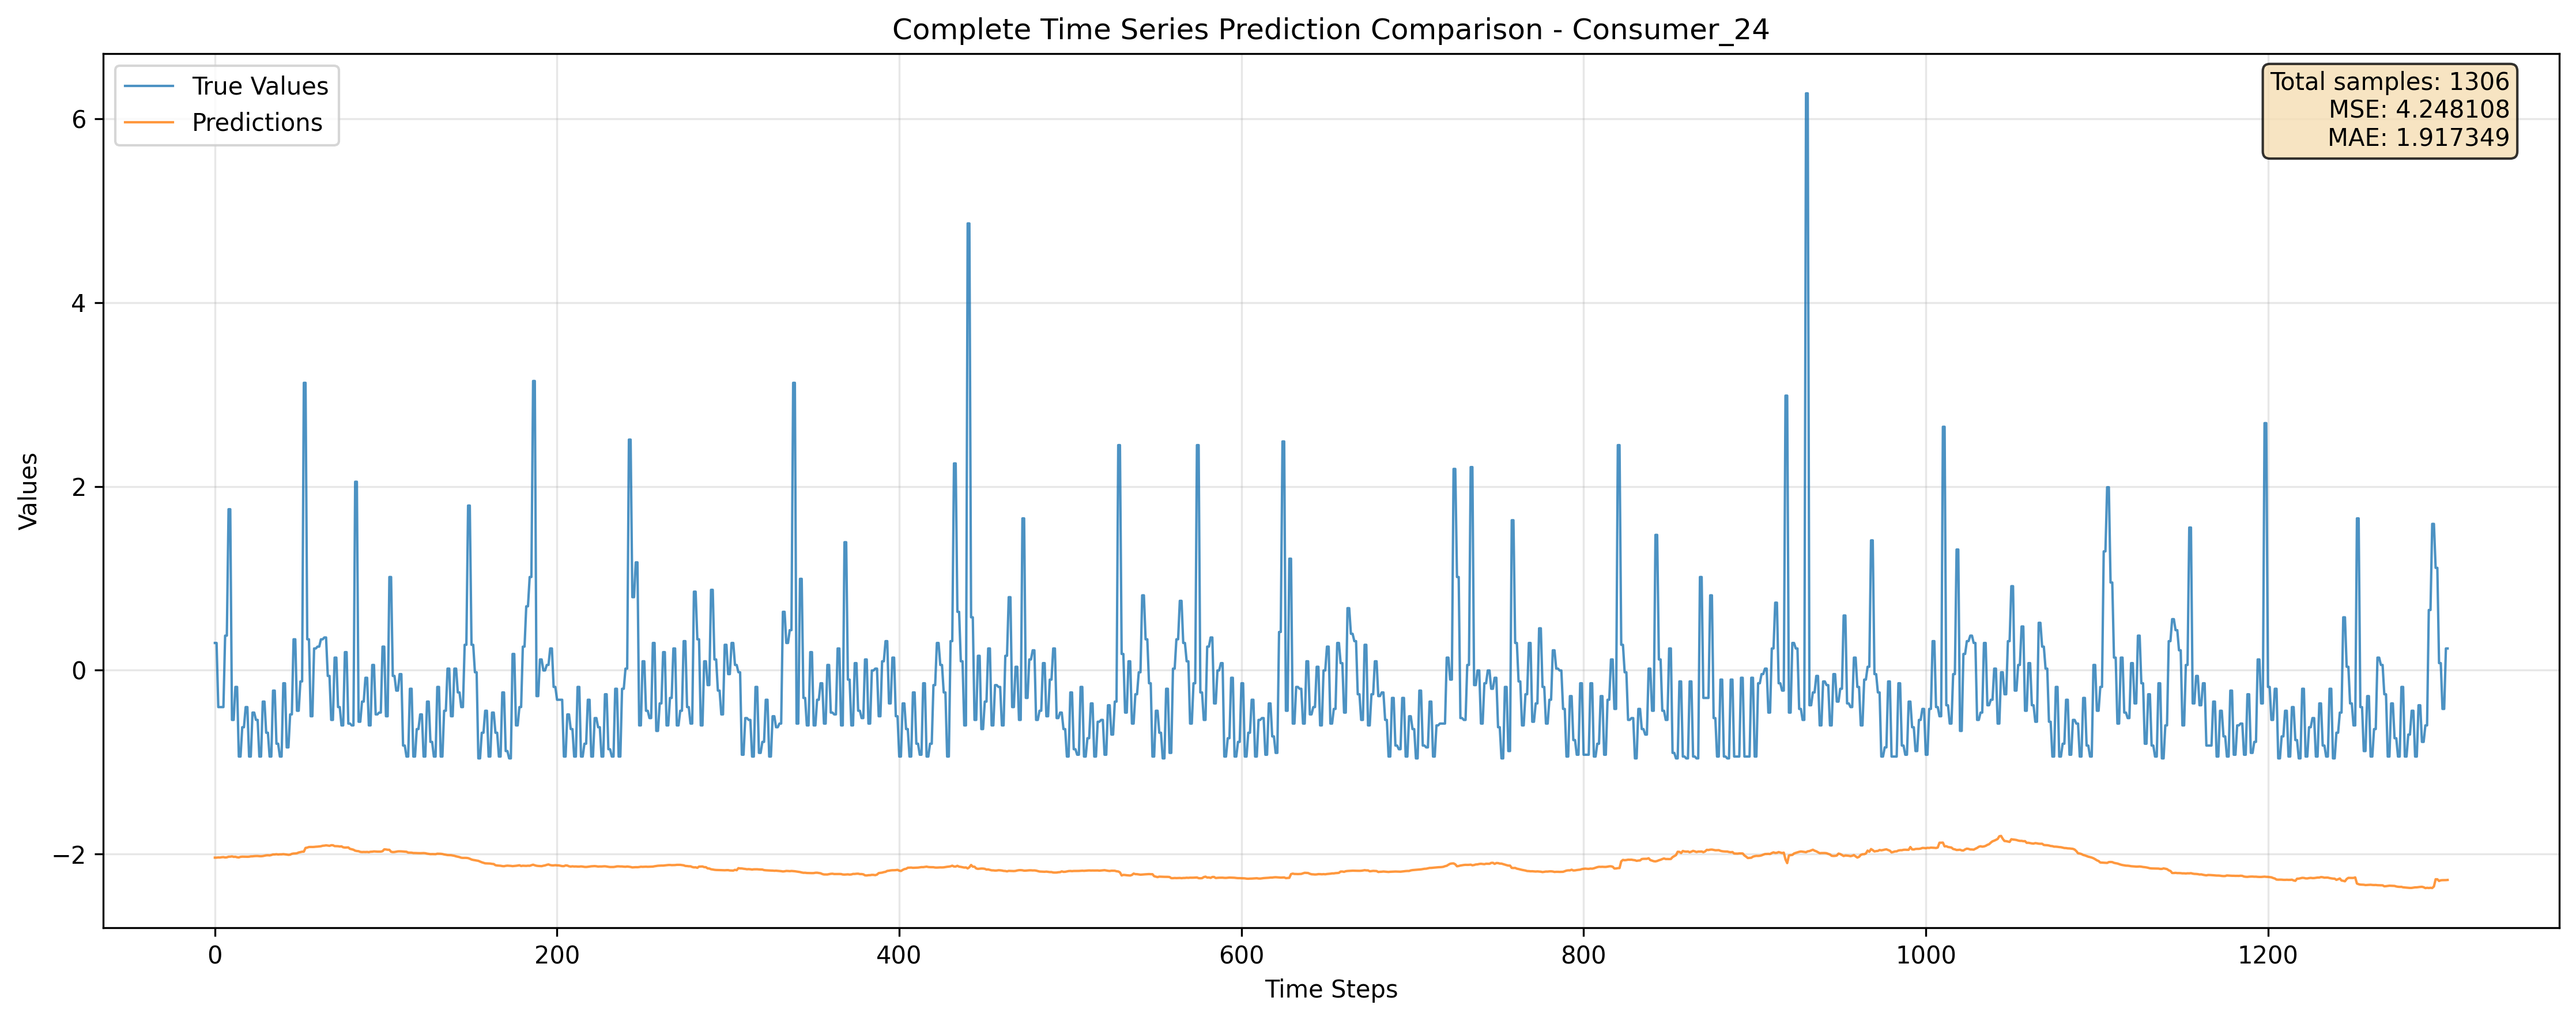 Complete Time Series Prediction Comparison - Consumer_24
True Values
Predictions
Total samples: 1306
MSE: 4.248108
MAE: 1.917349
Values
6
4
2
0
−2
0 200 400 600 800 1000 1200
Time Steps